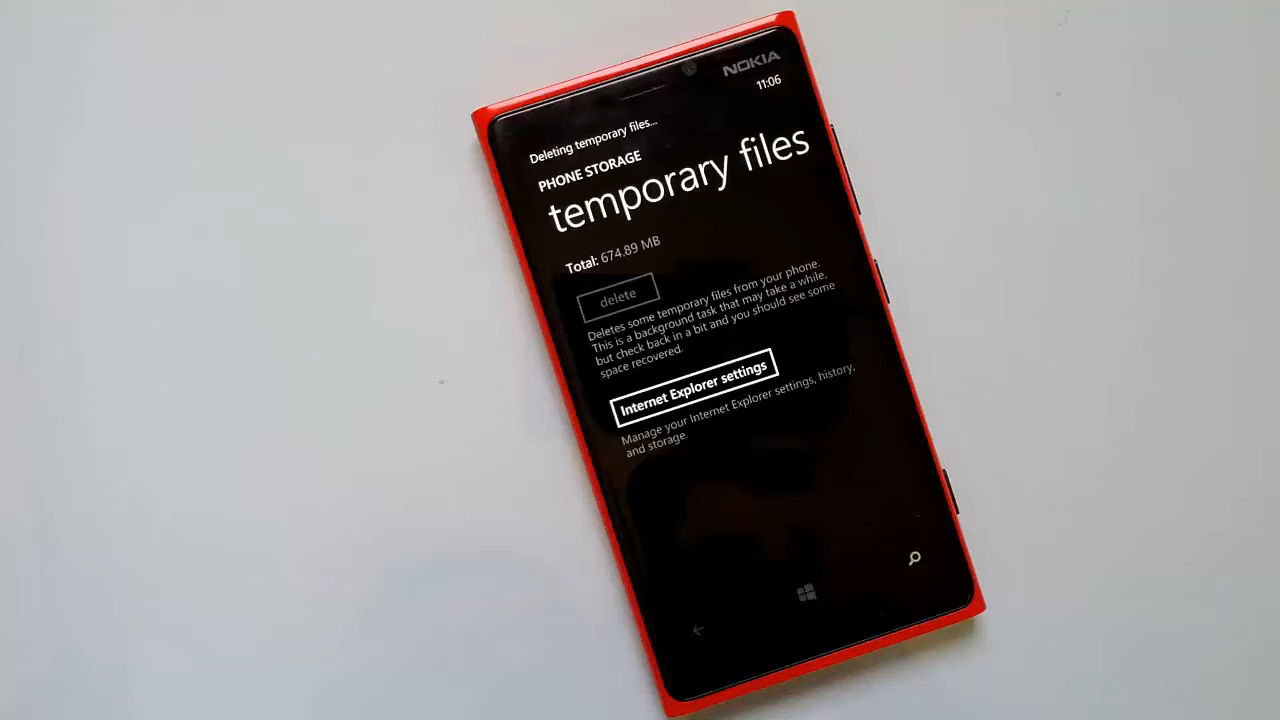 NOKIA
11:06
Deleting temporary files...
PHONE STORAGE
temporary files
Total: 674.89 MB
delete
Deletes some temporary files from your phone.
This is a background task that may take a while,
but check back in a bit and you should see some
space recovered.
Internet Explorer settings
Manage your Internet Explorer settings, history,
and storage.